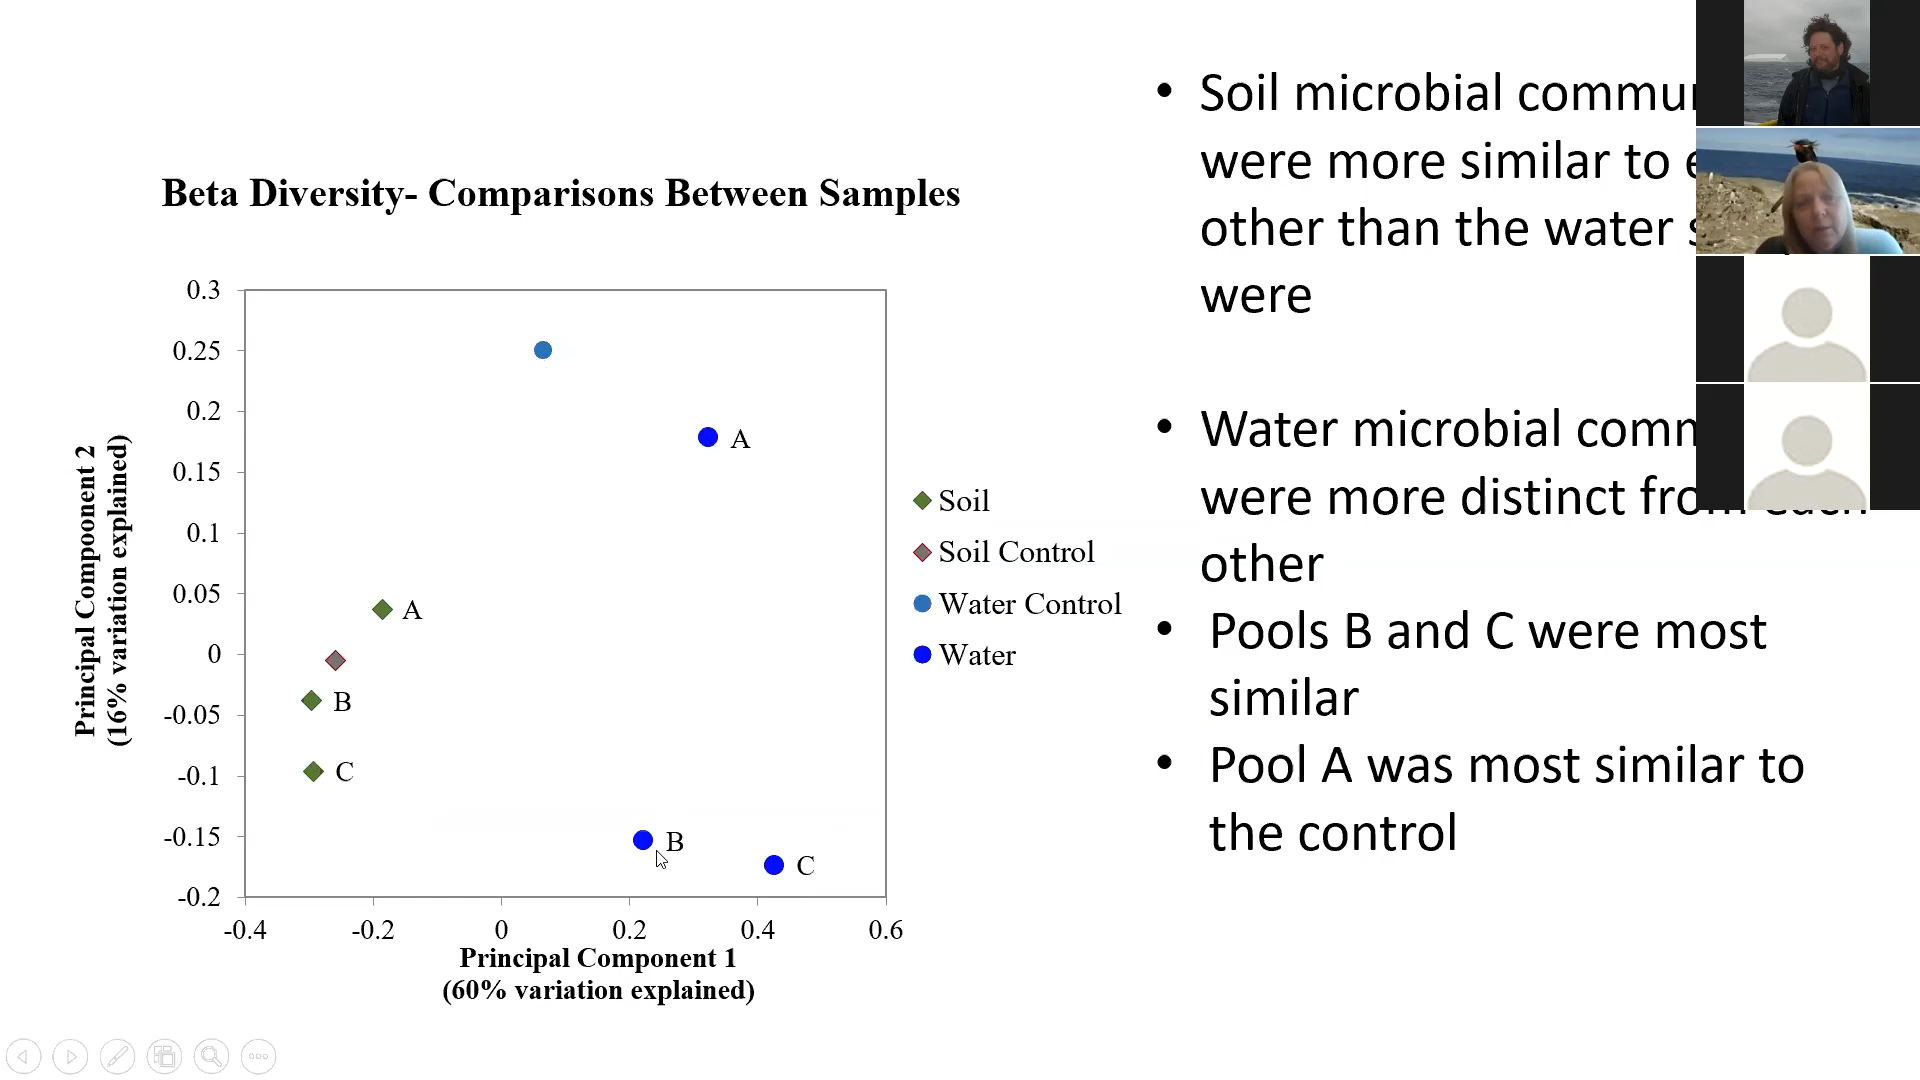 Beta Diversity- Comparisons Between Samples
0.3
0.25
0.2
0.15
0.1
0.05
0
-0.05
-0.1
-0.15
-0.2
-0.4
-0.2
0
0.2
0.4
0.6
Principal Compoonent 2
(16% variation explained)
Principal Component 1
(60% variation explained)
A
A
B
C
B
C
Soil
Soil Control
Water Control
Water
• Soil microbial
were more similar to
other than the water
were
• Water microbial
were more distinct from each
other
• Pools B and C were most
similar
• Pool A was most similar to
the control